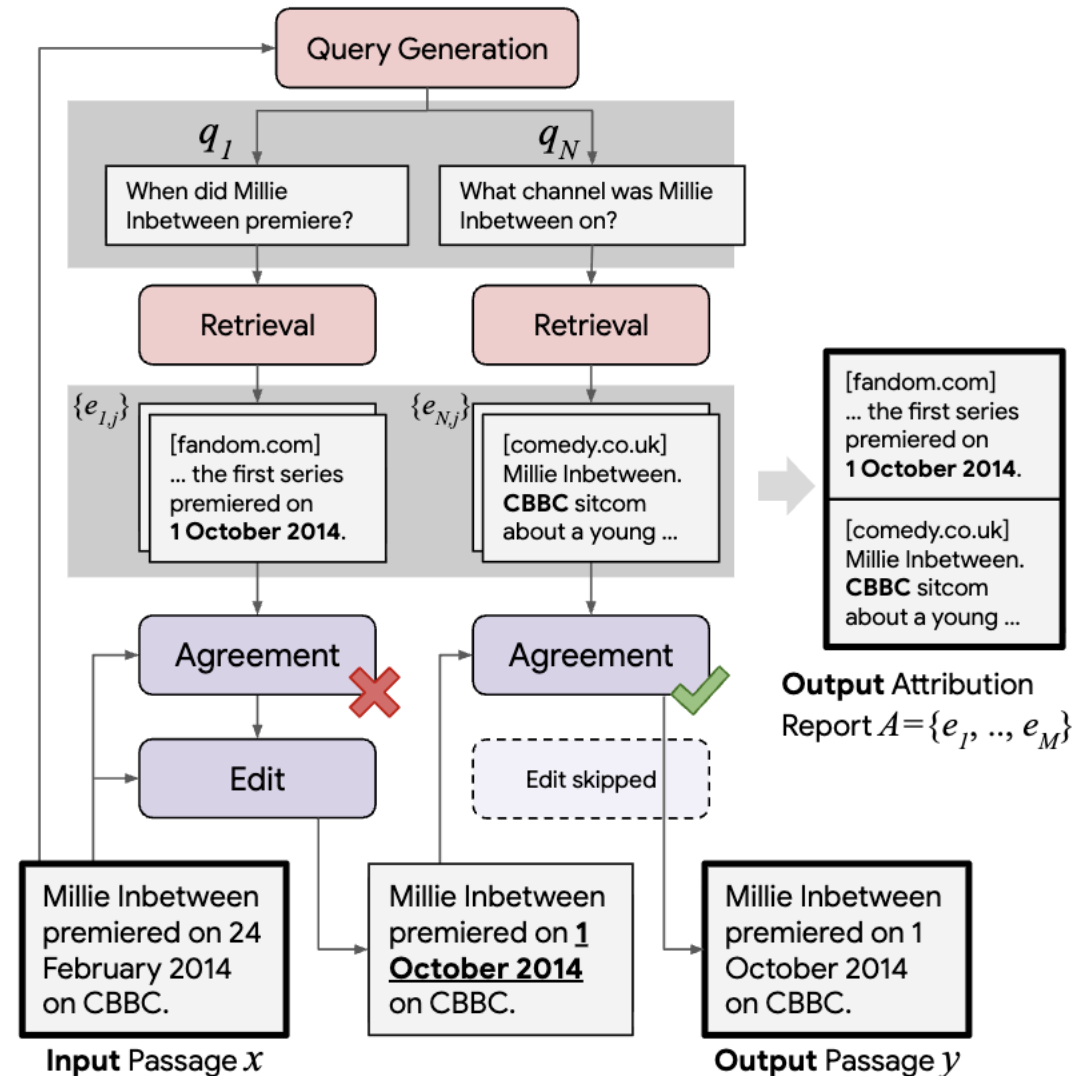 Query Generation
q1
qN
When did Millie
Inbetween premiere?
What channel was Millie
Inbetween on?
Retrieval
Retrieval
{e1,j}
[fandom.com]
... the first series
premiered on
1 October 2014.
{eN,j}
[comedy.co.uk]
Millie Inbetween.
CBBC sitcom
about a young ...
[fandom.com]
... the first series
premiered on
1 October 2014.
[comedy.co.uk]
Millie Inbetween.
CBBC sitcom
about a young ...
Output Attribution
Report A={e1, .., eM}
Agreement
Agreement
Edit
Edit skipped
Millie Inbetween
premiered on 24
February 2014
on CBBC.
Input Passage x
Millie Inbetween
premiered on 1
October 2014
on CBBC.
Millie Inbetween
premiered on 1
October 2014
on CBBC.
Output Passage y